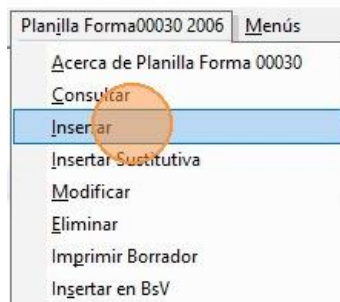 Planilla Forma00030 2006 Menús
Acerca de Planilla Forma 00030
Consultar
Insertar
Insertar Sustitutiva
Modificar
Eliminar
Imprimir Borrador
Insertar en BsV